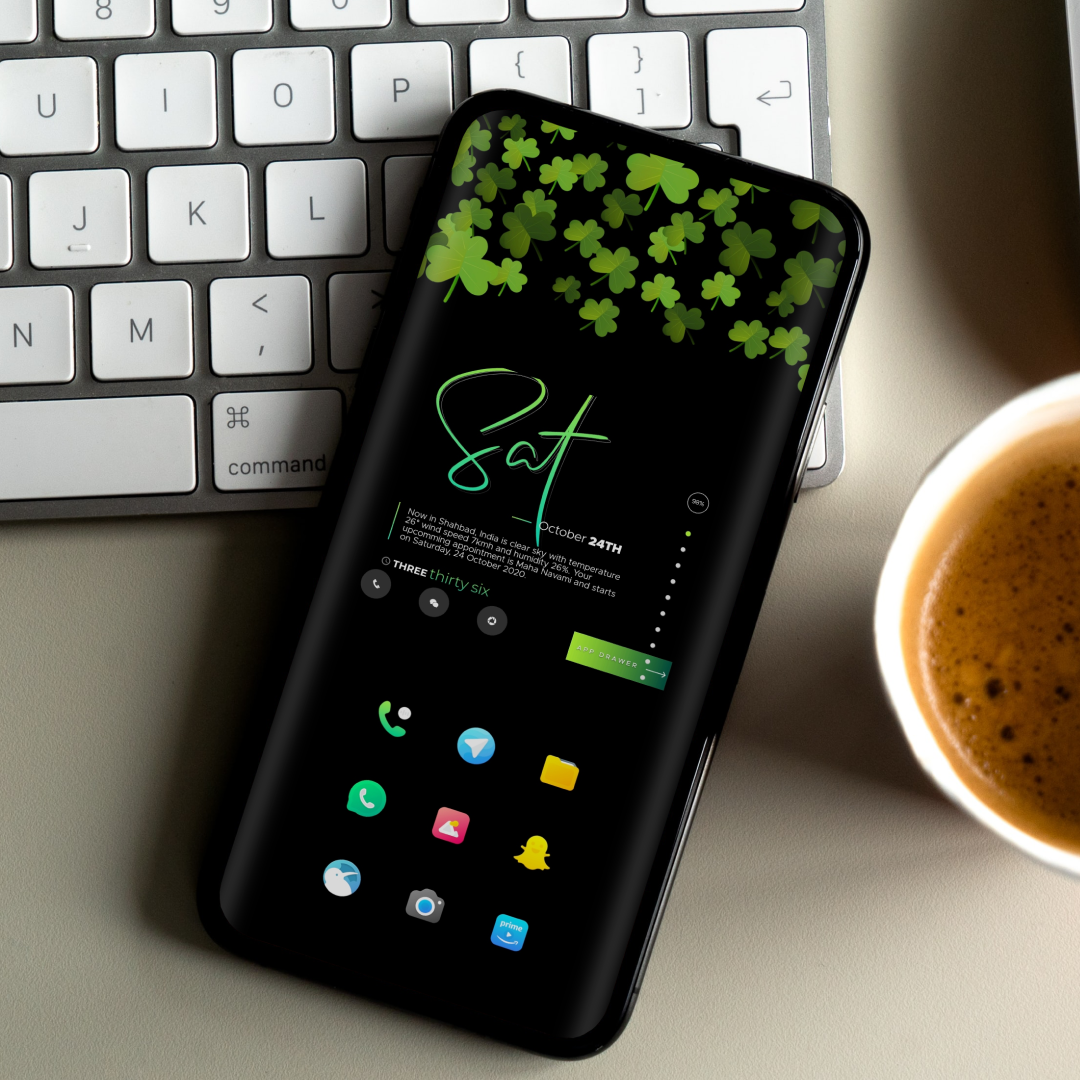 8 9 0
U I O P { [ } ]
J K L
N M < ,
>
⌘
command
Sat
98%
October 24TH
Now in Shahbad, India is clear sky with temperature
26° wind speed 7kmh and humidity 26%. Your
upcomming appointment is Maha Navami and starts
on Saturday, 24 October 2020.
THREE thirty six
APP DRAWER
prime